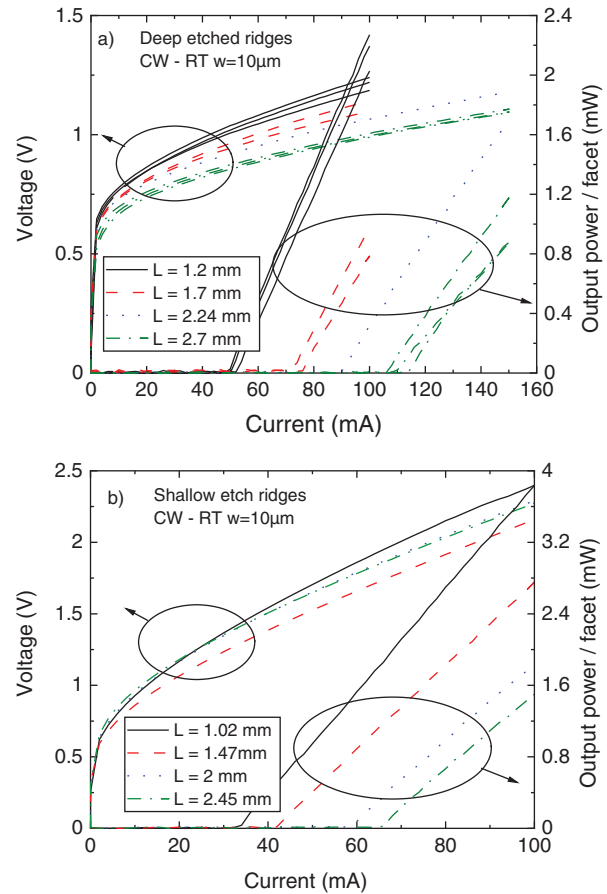 a) Deep etched ridges
CW - RT w=10µm
Voltage (V)
0
0.5
1
1.5
Output power / facet (mW)
0
0.4
0.8
1.2
1.6
2
2.4
L = 1.2 mm
L = 1.7 mm
L = 2.24 mm
L = 2.7 mm
0 20 40 60 80 100 120 140 160
Current (mA)
b) Shallow etch ridges
CW - RT w=10µm
Voltage (V)
0
0.5
1
1.5
2
2.5
Output power / facet (mW)
0
0.8
1.6
2.4
3.2
4
L = 1.02 mm
L = 1.47mm
L = 2 mm
L = 2.45 mm
0 20 40 60 80 100
Current (mA)